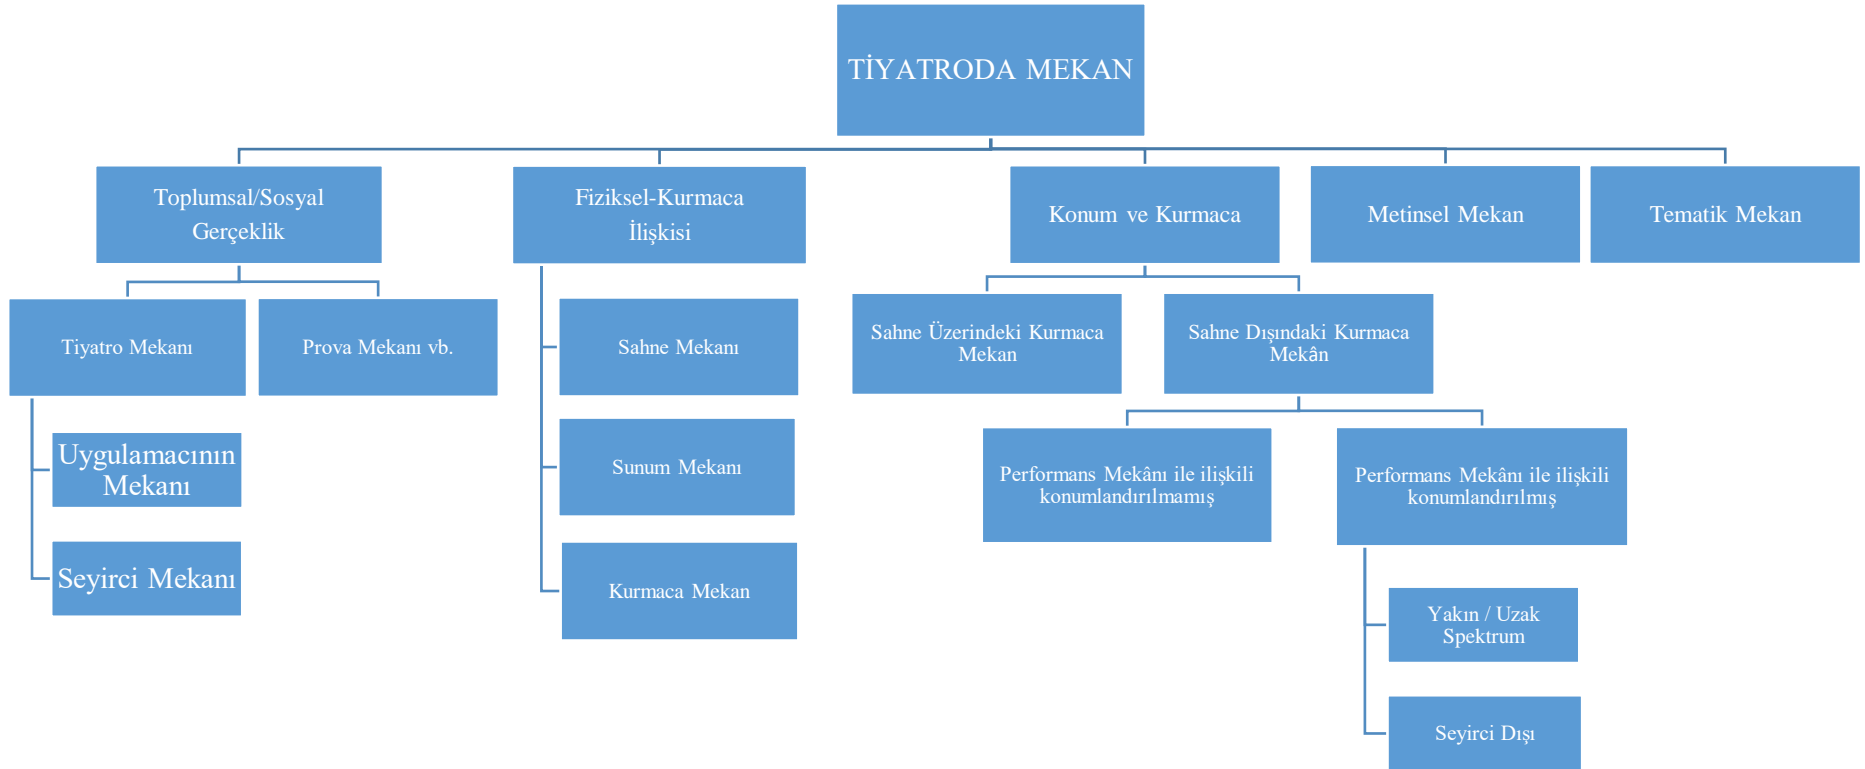 TİYATRODA MEKAN
Toplumsal/Sosyal
Gerçeklik
Fiziksel-Kurmaca
İlişkisi
Konum ve Kurmaca
Metinsel Mekan
Tematik Mekan
Tiyatro Mekanı
Prova Mekanı vb.
Sahne Mekanı
Sahne Üzerindeki Kurmaca
Mekan
Sahne Dışındaki Kurmaca
Mekân
Uygulamacının
Mekanı
Sunum Mekanı
Performans Mekânı ile ilişkili
konumlandırılmamış
Performans Mekânı ile ilişkili
konumlandırılmış
Seyirci Mekanı
Kurmaca Mekan
Yakın / Uzak
Spektrum
Seyirci Dışı